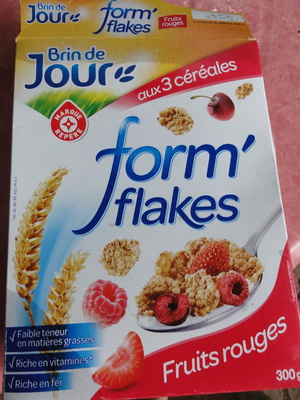 Brin de
Jour
form'
flakes
Fruits
rouges
Brin de
Jour
aux 3 céréales
MARQUE
REPÈRE
form'
flakes
✓ Faible teneur
en matières grasses
✓ Riche en vitamines*
✓ Riche en fer
Fruits rouges
300g